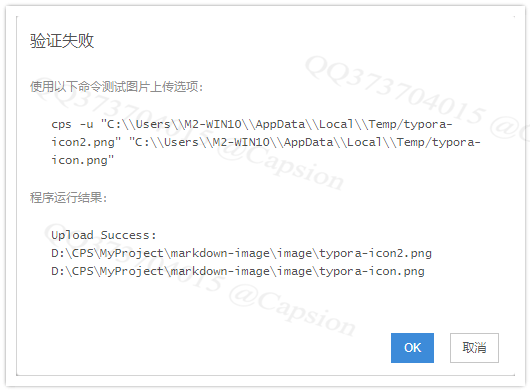 验证失败
使用以下命令测试图片上传选项：
cps -u "C:\\Users\\M2-WIN10\\AppData\\Local\\Temp/typora-
icon2.png" "C:\\Users\\M2-WIN10\\AppData\\Local\\Temp/typora-
icon.png"
程序运行结果：
Upload Success:
D:\CPS\MyProject\markdown-image\image\typora-icon2.png
D:\CPS\MyProject\markdown-image\image\typora-icon.png
OK 取消
QQ373704015 @Capsion
QQ373704015 @Capsion
QQ373704015 @Capsion